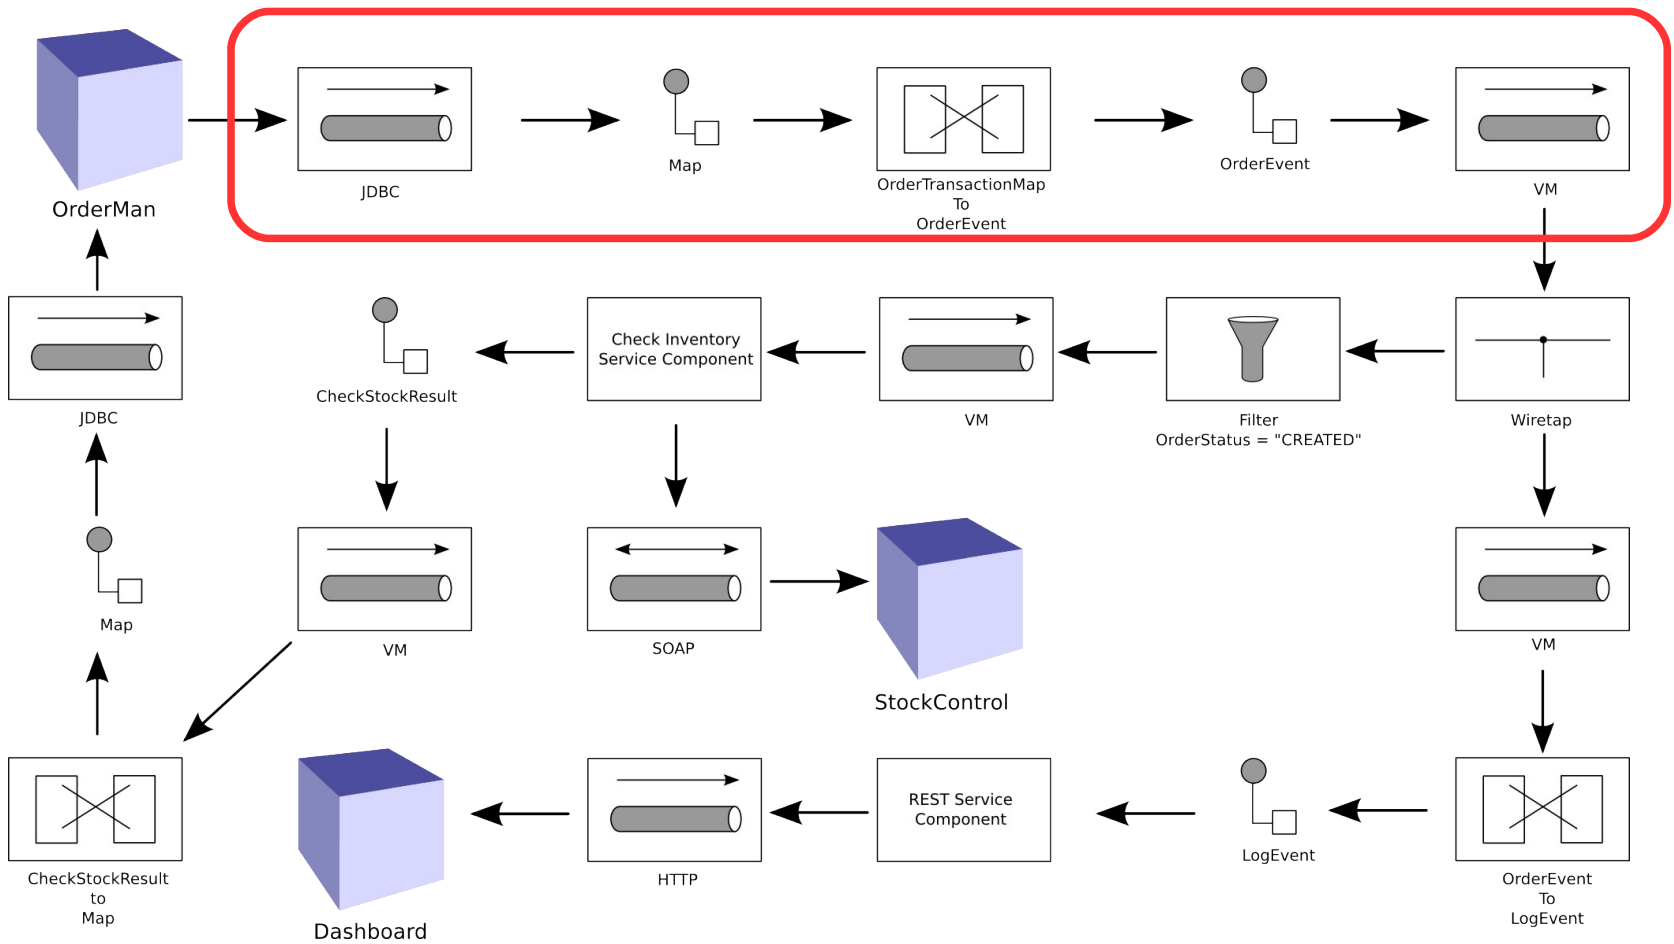 OrderMan
JDBC
Map
OrderTransactionMap
To
OrderEvent
OrderEvent
VM
JDBC
CheckStockResult
Check Inventory
Service Component
VM
Filter
OrderStatus = "CREATED"
Wiretap
Map
VM
SOAP
StockControl
VM
CheckStockResult
to
Map
Dashboard
HTTP
REST Service
Component
LogEvent
OrderEvent
To
LogEvent